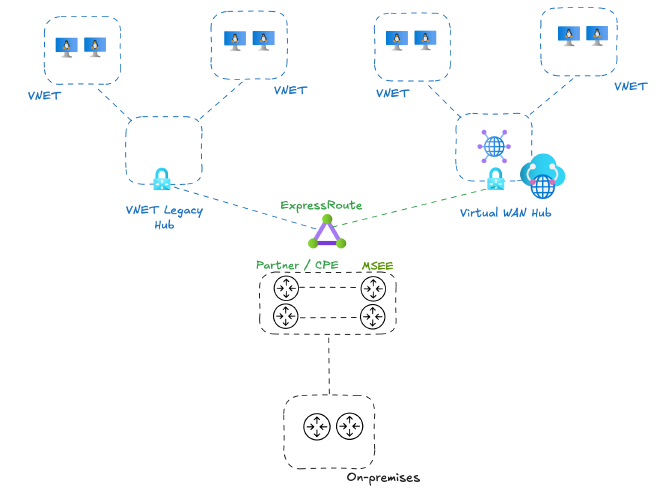 VNET
VNET
VNET
VNET
VNET Legacy
Hub
ExpressRoute
Virtual WAN Hub
Partner / CPE
MSEE
On-premises